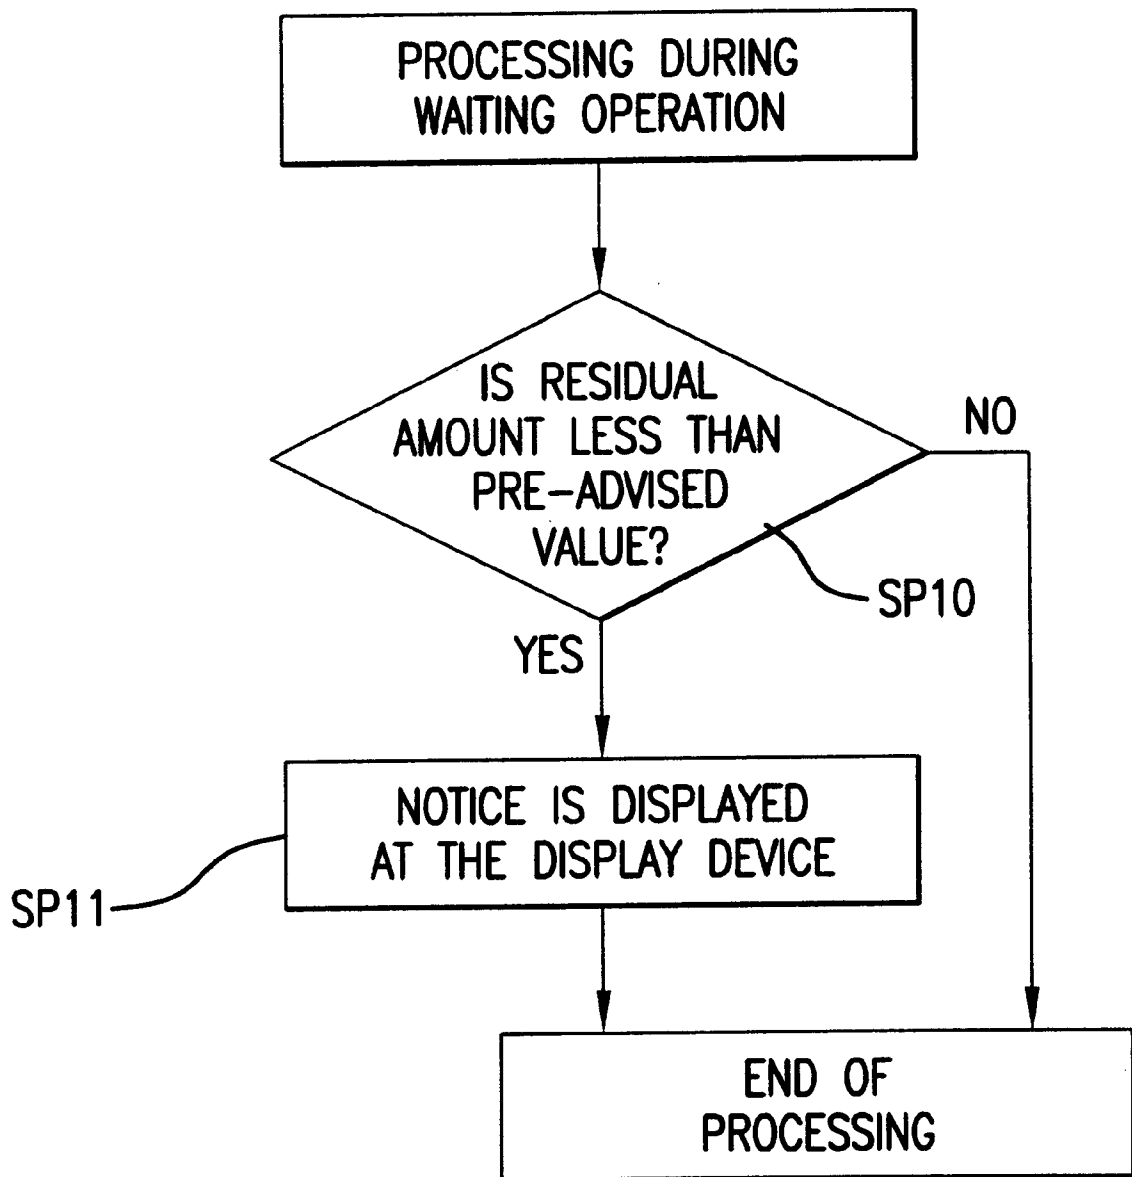 PROCESSING DURING
WAITING OPERATION
IS RESIDUAL
AMOUNT LESS THAN
PRE-ADVISED
VALUE?
NO
SP10
YES
NOTICE IS DISPLAYED
AT THE DISPLAY DEVICE
SP11
END OF
PROCESSING